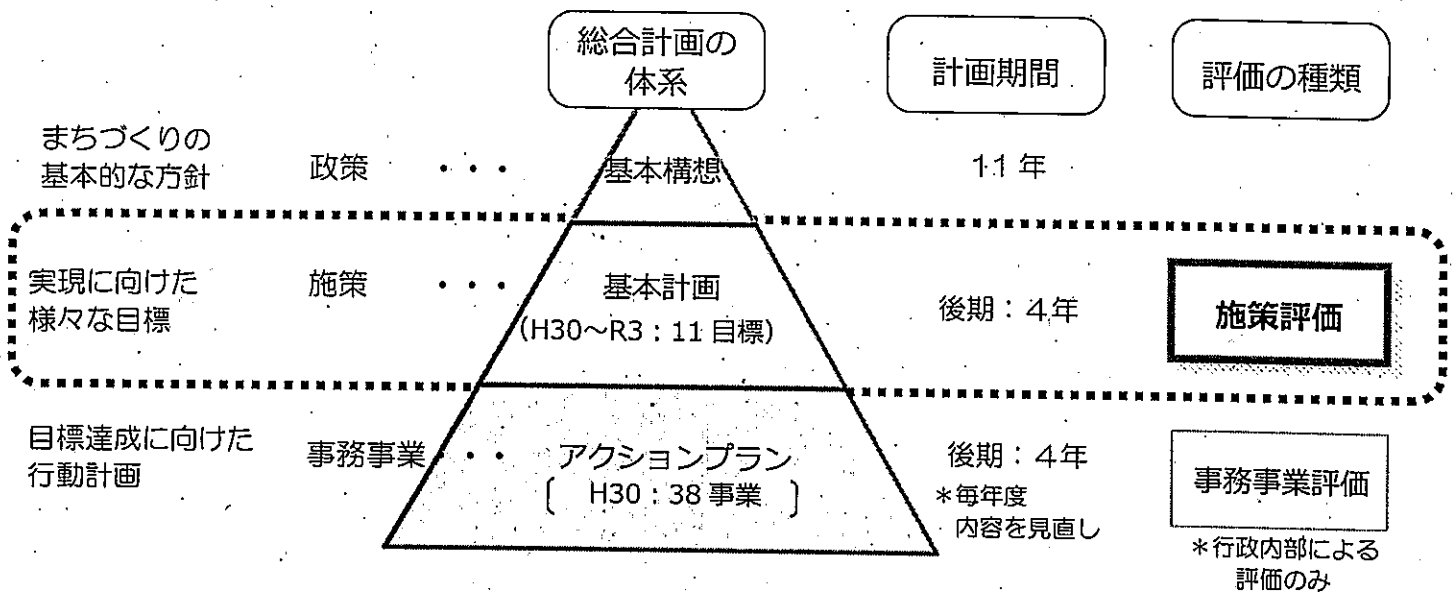 総合計画の
体系
計画期間
評価の種類
まちづくりの
基本的な方針
政策 ・・・
基本構想
11年
実現に向けた
様々な目標
施策 ・・・
基本計画
(H30～R3：11目標)
後期：4年
施策評価
目標達成に向けた
行動計画
事務事業・・・
アクションプラン
〔 H30：38事業 〕
後期：4年
＊毎年度
内容を見直し
事務事業評価
＊行政内部による
評価のみ